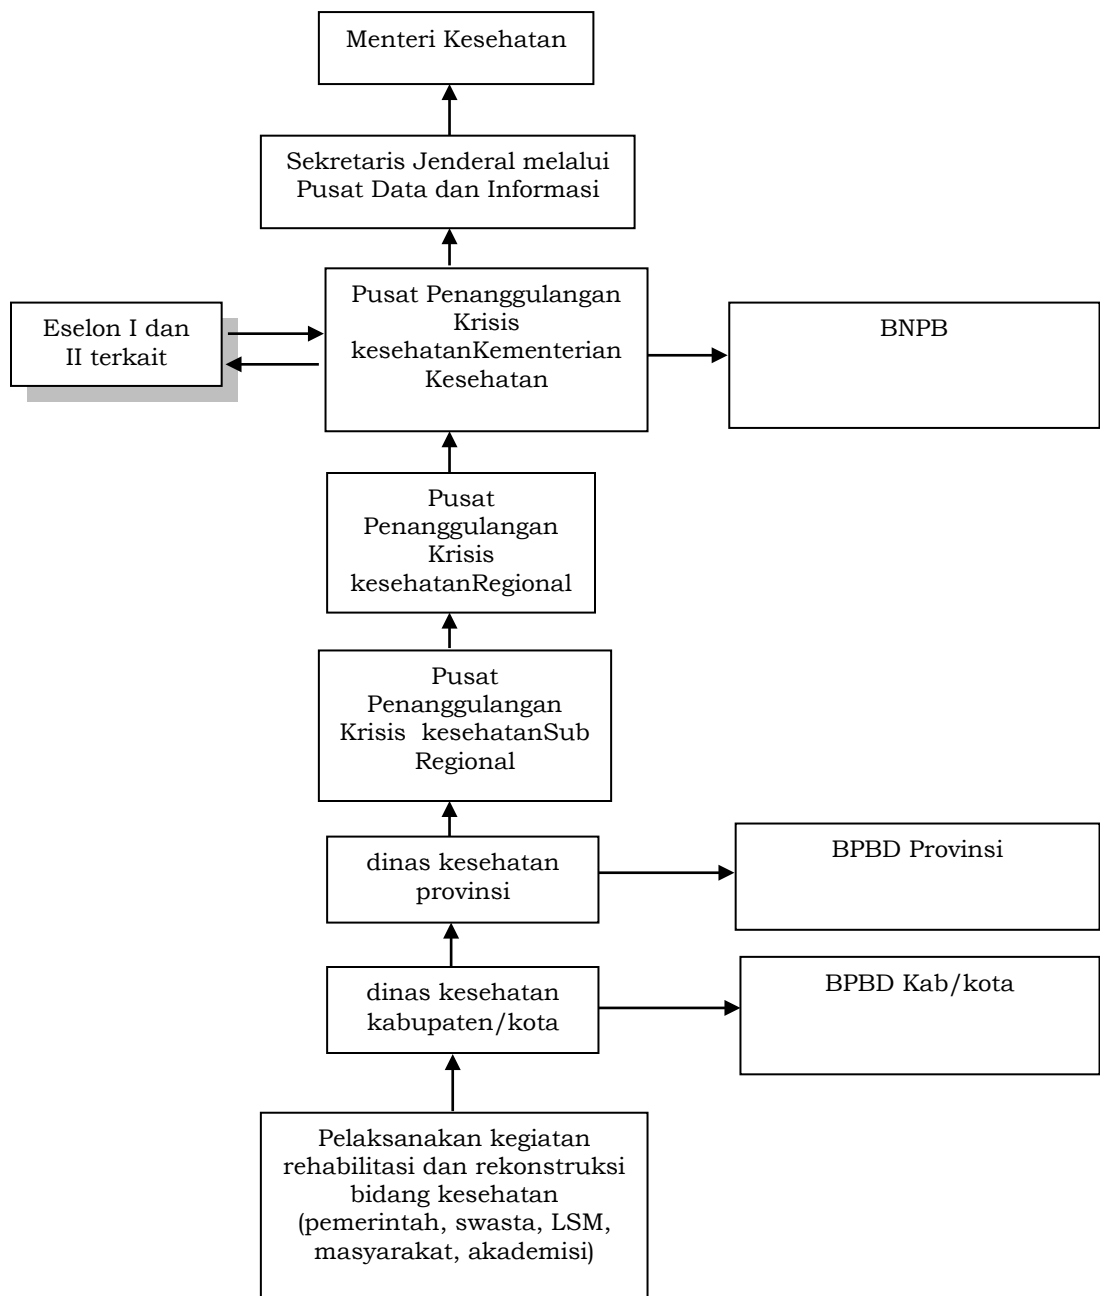 Menteri Kesehatan
Sekretaris Jenderal melalui
Pusat Data dan Informasi
Eselon I dan
II terkait
Pusat Penanggulangan
Krisis
kesehatanKementerian
Kesehatan
BNPB
Pusat
Penanggulangan
Krisis
kesehatanRegional
Pusat
Penanggulangan
Krisis kesehatanSub
Regional
dinas kesehatan
provinsi
BPBD Provinsi
dinas kesehatan
kabupaten/kota
BPBD Kab/kota
Pelaksanakan kegiatan
rehabilitasi dan rekonstruksi
bidang kesehatan
(pemerintah, swasta, LSM,
masyarakat, akademisi)